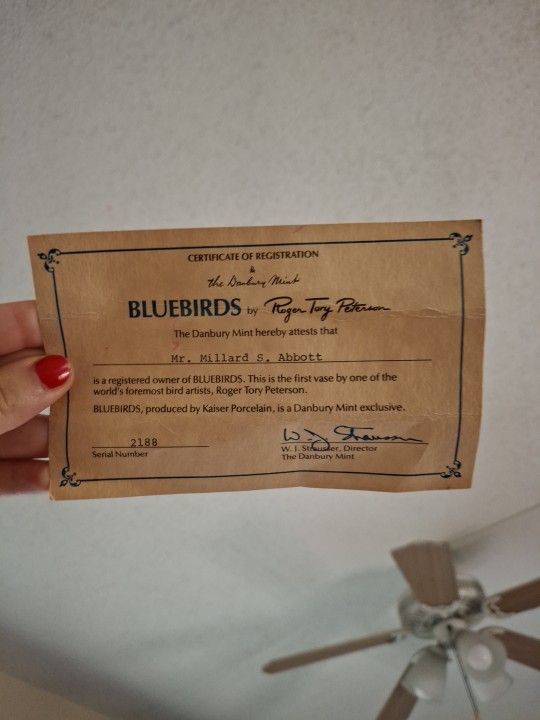 CERTIFICATE OF REGISTRATION
&
The Danbury Mint
BLUEBIRDS by Roger Tory Peterson
The Danbury Mint hereby attests that
Mr. Millard S. Abbott
is a registered owner of BLUEBIRDS. This is the first vase by one of the
world's foremost bird artists, Roger Tory Peterson.
BLUEBIRDS, produced by Kaiser Porcelain, is a Danbury Mint exclusive.
2188
Serial Number
W. J. Strausser
W. J. Strausser, Director
The Danbury Mint